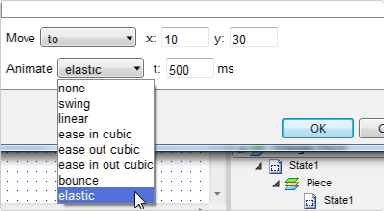 Move to x: 10 y: 30
Animate elastic t: 500 ms
none
swing
linear
ease in cubic
ease out cubic
ease in out cubic
bounce
elastic
OK
State1
Piece
State1